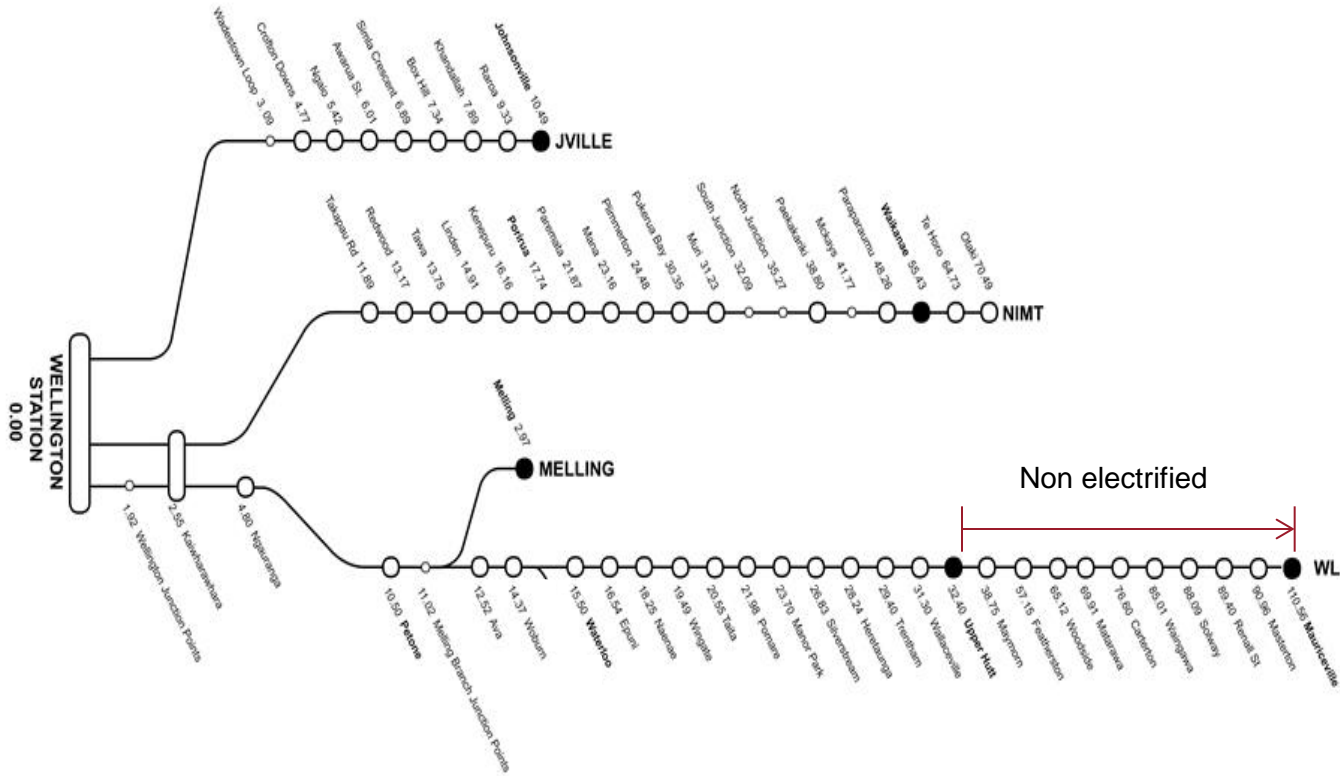 Wadestown Loop 3. 09
Crofton Downs 4.77
Ngaio 5.42
Awarua St. 6.01
Simla Crescent 6.89
Box Hill 7.34
Khandallah 7.89
Raroa 9.33
Johnsonville 10.49
JVILLE
Takapau Rd 11.89
Redwood 13.17
Tawa 13.75
Linden 14.91
Kenepuru 16.16
Porirua 17.74
Paremata 21.87
Mana 23.16
Plimmerton 24.48
Pukerua Bay 30.35
Muri 31.23
South Junction 32.09
North Junction 35.27
Paekakariki 38.80
Mckays 41.77
Paraparaumu 48.26
Waikanae 55.43
Te Horo 64.73
Otaki 70.49
NIMT
WELLINGTON
STATION
0.00
Melling 2.97
MELLING
Non electrified
1.92 Wellington Junction Points
2.55 Kaiwharawhara
4.80 Ngauranga
10.50 Petone
11.02 Melling Branch Junction Points
12.52 Ava
14.37 Woburn
15.50 Waterloo
16.54 Epuni
18.25 Naenae
19.49 Wingate
20.55 Taita
21.98 Pomare
23.70 Manor Park
26.83 Silverstream
28.24 Heretaunga
29.40 Trentham
31.30 Wallaceville
32.40 Upper Hutt
38.75 Maymorn
57.15 Featherston
65.12 Woodside
69.91 Matarawa
76.60 Carterton
85.01 Waingawa
88.09 Solway
89.40 Renall St
90.96 Masterton
110.56 Mauriceville
WL